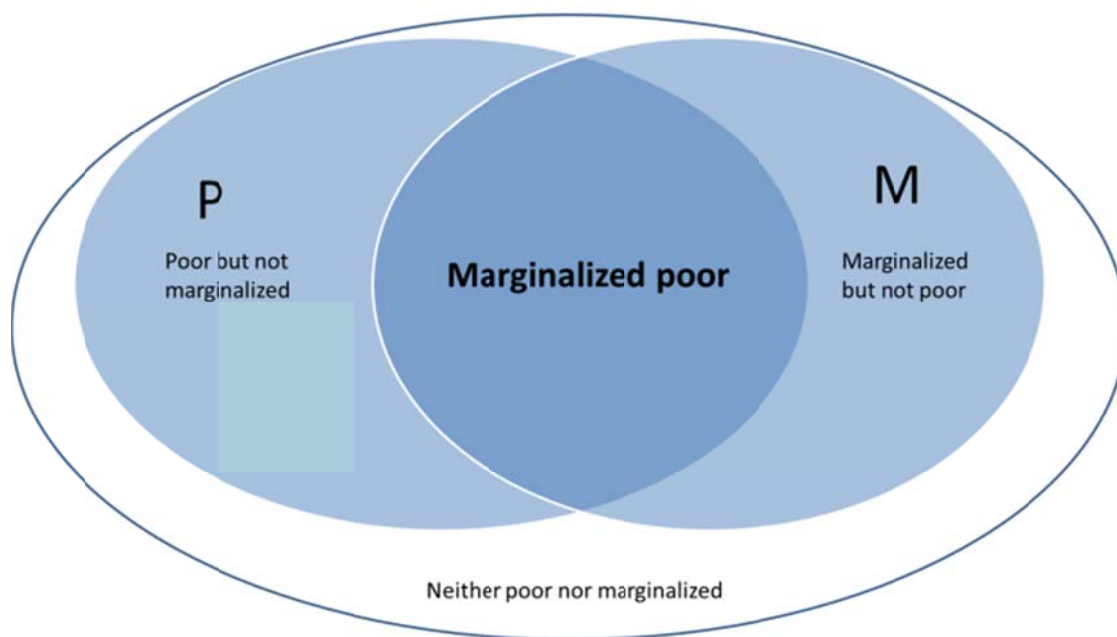 P
Poor but not
marginalized
Marginalized poor
M
Marginalized
but not poor
Neither poor nor marginalized